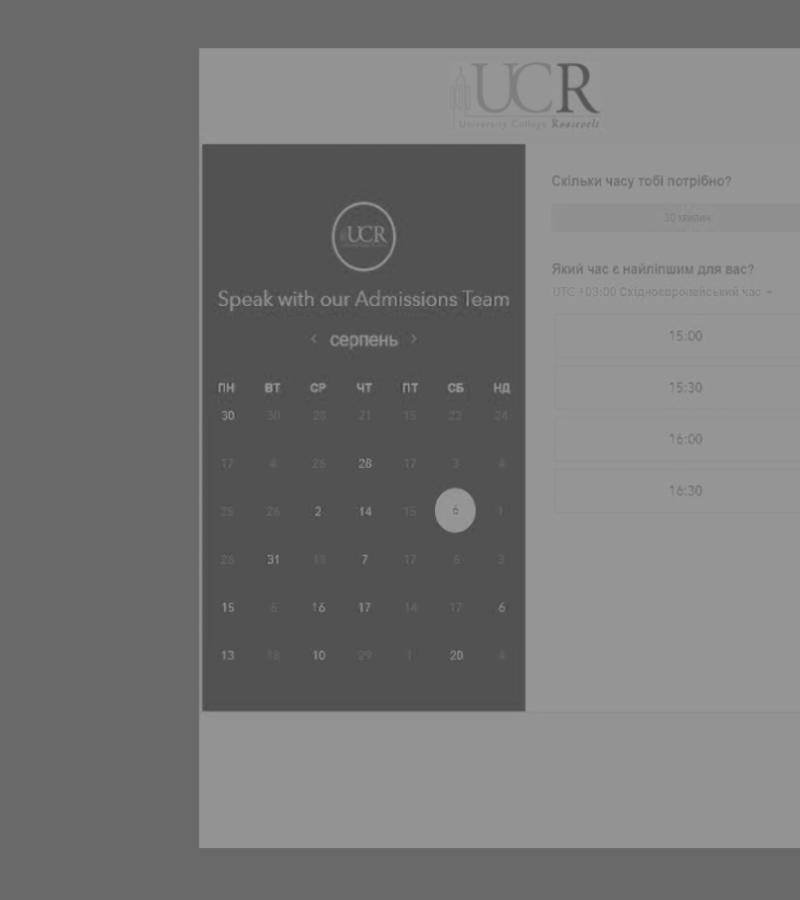 UCR
University College Roosevelt
UCR
Speak with our Admissions Team
‹ серпень ›
ПН ВТ СР ЧТ ПТ СБ НД
30 30 28 21 15 22 24
17 4 26 28 17 3 4
25 26 2 14 15 6 1
26 31 13 7 17 6 3
15 6 16 17 14 17 6
13 18 10 29 1 20 4
Скільки часу тобі потрібно?
30 хвилин
Який час є найліпшим для вас?
UTC +03:00 Східноєвропейський час
15:00
15:30
16:00
16:30